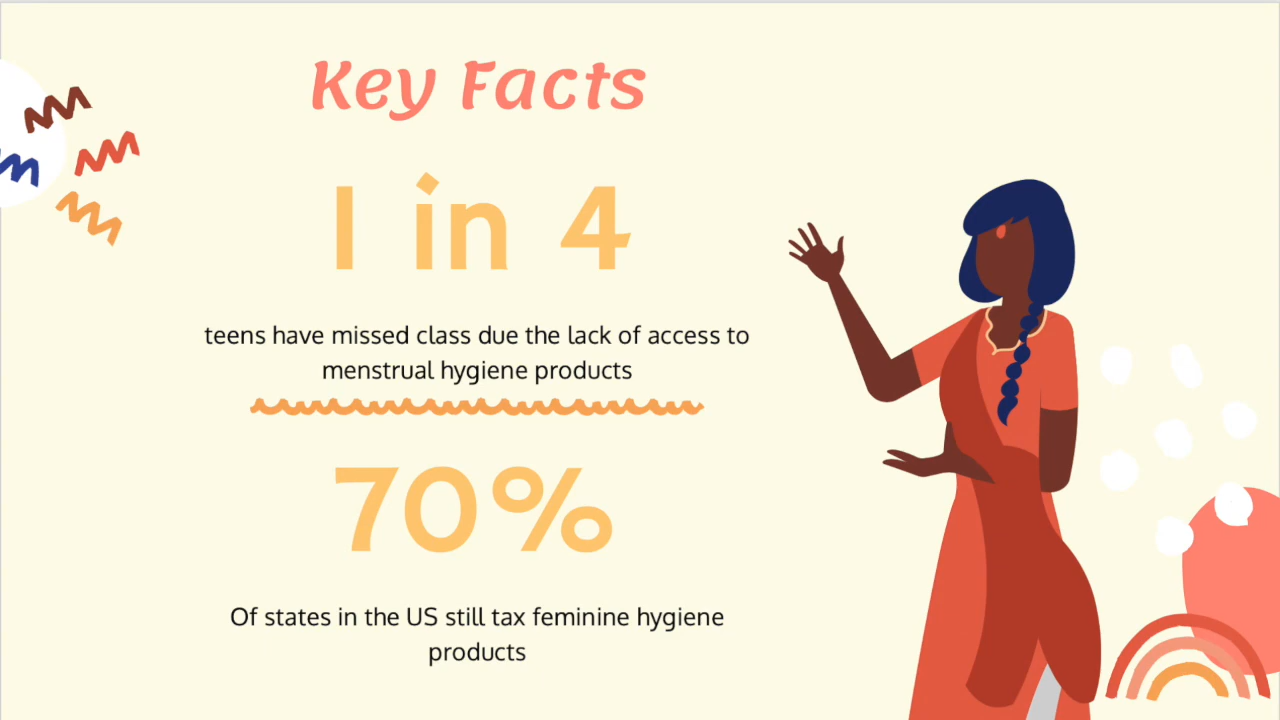 Key Facts
1 in 4
teens have missed class due the lack of access to
menstrual hygiene products
70%
Of states in the US still tax feminine hygiene
products